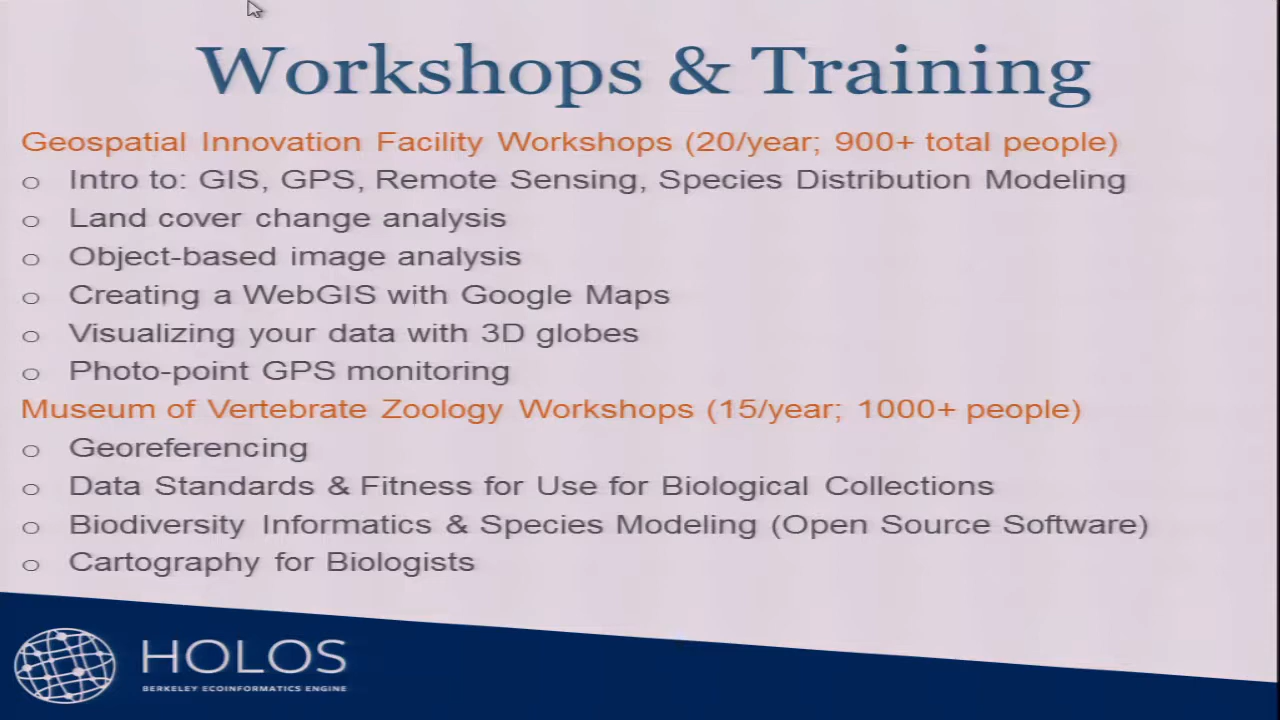 Workshops & Training
Geospatial Innovation Facility Workshops (20/year; 900+ total people)
o Intro to: GIS, GPS, Remote Sensing, Species Distribution Modeling
o Land cover change analysis
o Object-based image analysis
o Creating a WebGIS with Google Maps
o Visualizing your data with 3D globes
o Photo-point GPS monitoring
Museum of Vertebrate Zoology Workshops (15/year; 1000+ people)
o Georeferencing
o Data Standards & Fitness for Use for Biological Collections
o Biodiversity Informatics & Species Modeling (Open Source Software)
o Cartography for Biologists
HOLOS
BERKELEY ECOINFORMATICS ENGINE